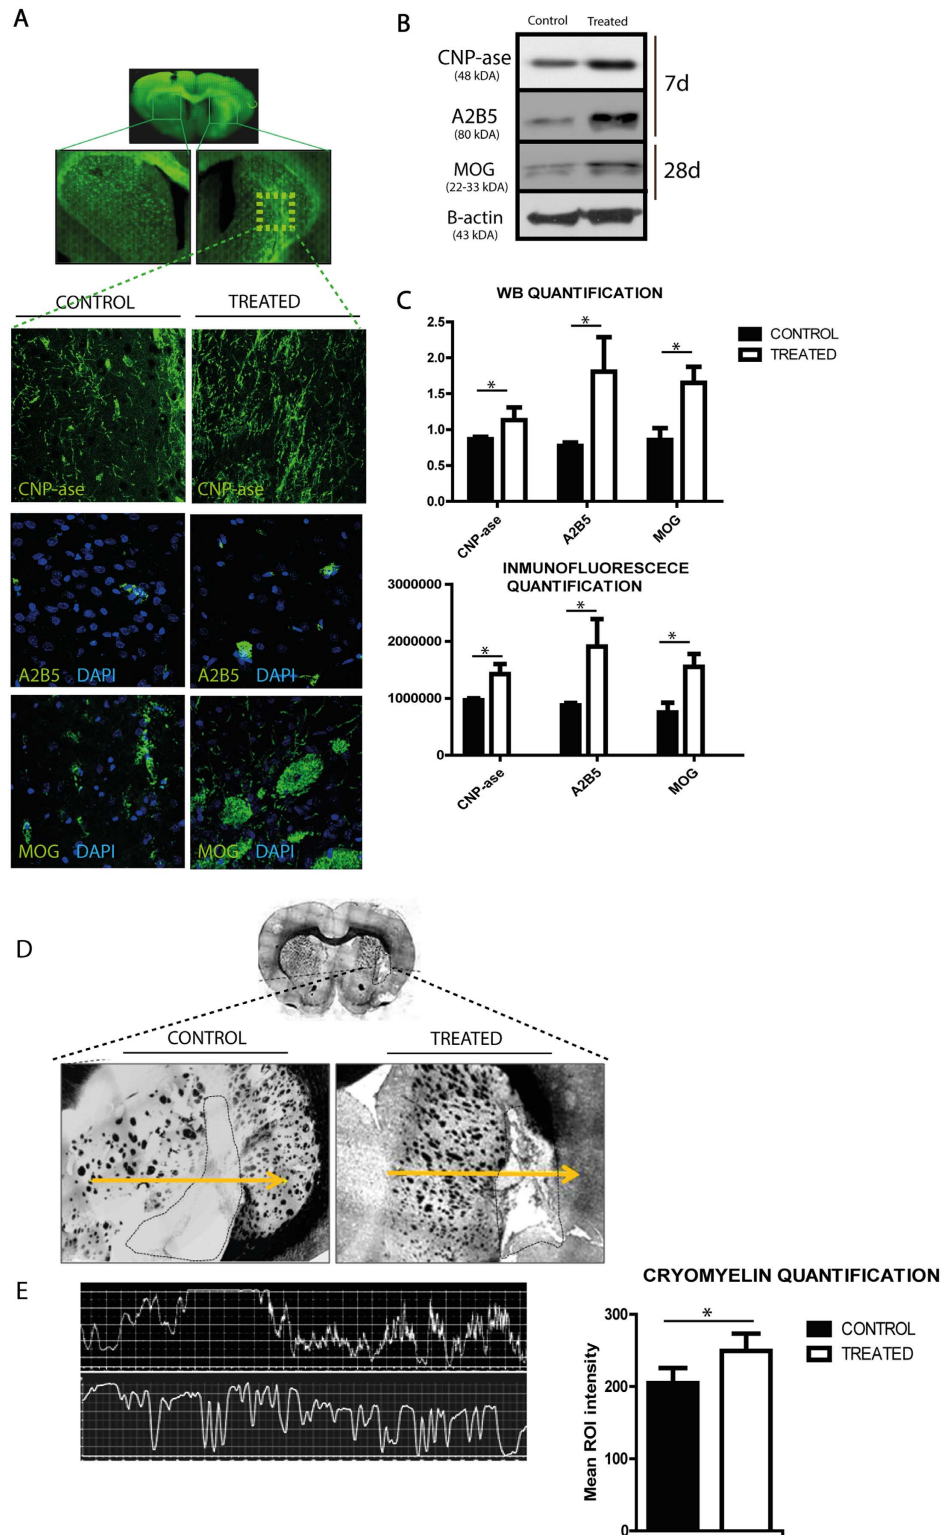 A
CONTROL
TREATED
CNP-ase
CNP-ase
A2B5 DAPI
A2B5 DAPI
MOG DAPI
MOG DAPI
B
Control
Treated
CNP-ase
(48 kDA)
A2B5
(80 kDA)
7d
MOG
(22-33 kDA)
28d
B-actin
(43 kDA)
C
WB QUANTIFICATION
2.5
2.0
1.5
1.0
0.5
0.0
*
*
*
CNP-ase
A2B5
MOG
CONTROL
TREATED
INMUNOFLUORESCECE
QUANTIFICATION
3000000
2000000
1000000
0
*
*
*
CNP-ase
A2B5
MOG
D
CONTROL
TREATED
E
CRYOMYELIN QUANTIFICATION
Mean ROI intensity
300
200
100
0
*
CONTROL
TREATED